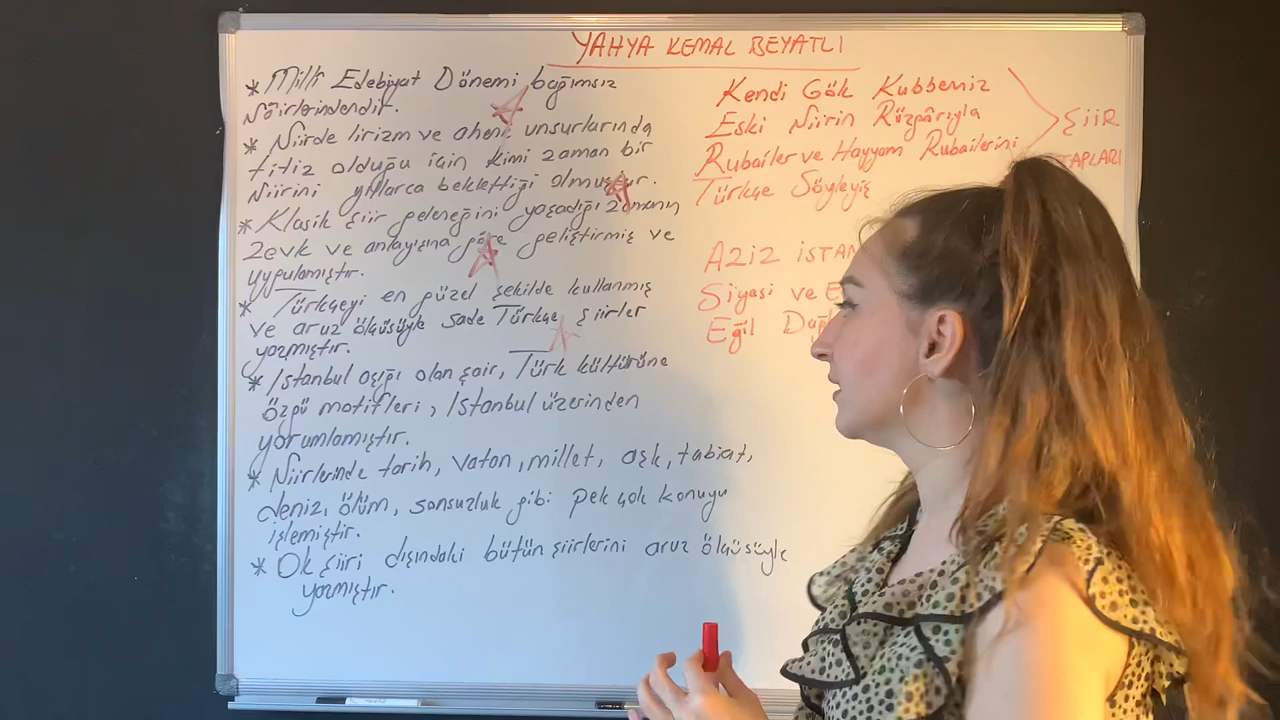 YAHYA KEMAL BEYATLI
* Milli Edebiyat Dönemi bağımsız
şairlerindendir.
* Şiirde lirizm ve ahenk unsurlarında
titiz olduğu için kimi zaman bir
şiirini yıllarca beklettiği olmuştur.
* Klasik şiir geleneğini yaşadığı zamanın
zevk ve anlayışına göre geliştirmiş ve
uygulamıştır.
* Türkçeyi en güzel şekilde kullanmış
ve aruz ölçüsüyle sade Türkçe şiirler
yazmıştır.
* İstanbul aşığı olan şair, Türk kültürüne
özgü motifleri, İstanbul üzerinden
yorumlamıştır.
* Şiirlerinde tarih, vatan, millet, aşk, tabiat,
deniz, ölüm, sonsuzluk gibi pek çok konuyu
işlemiştir.
* Ok şiiri dışındaki bütün şiirlerini aruz ölçüsüyle
yazmıştır.
Kendi Gök Kubbemiz
Eski Şiirin Rüzgârıyla
Rubailer ve Hayyam Rubailerini
Türkçe Söyleyiş
ŞİİR
TAPLARI
AZİZ İSTAN
Siyasi ve E
Eğil Dağl